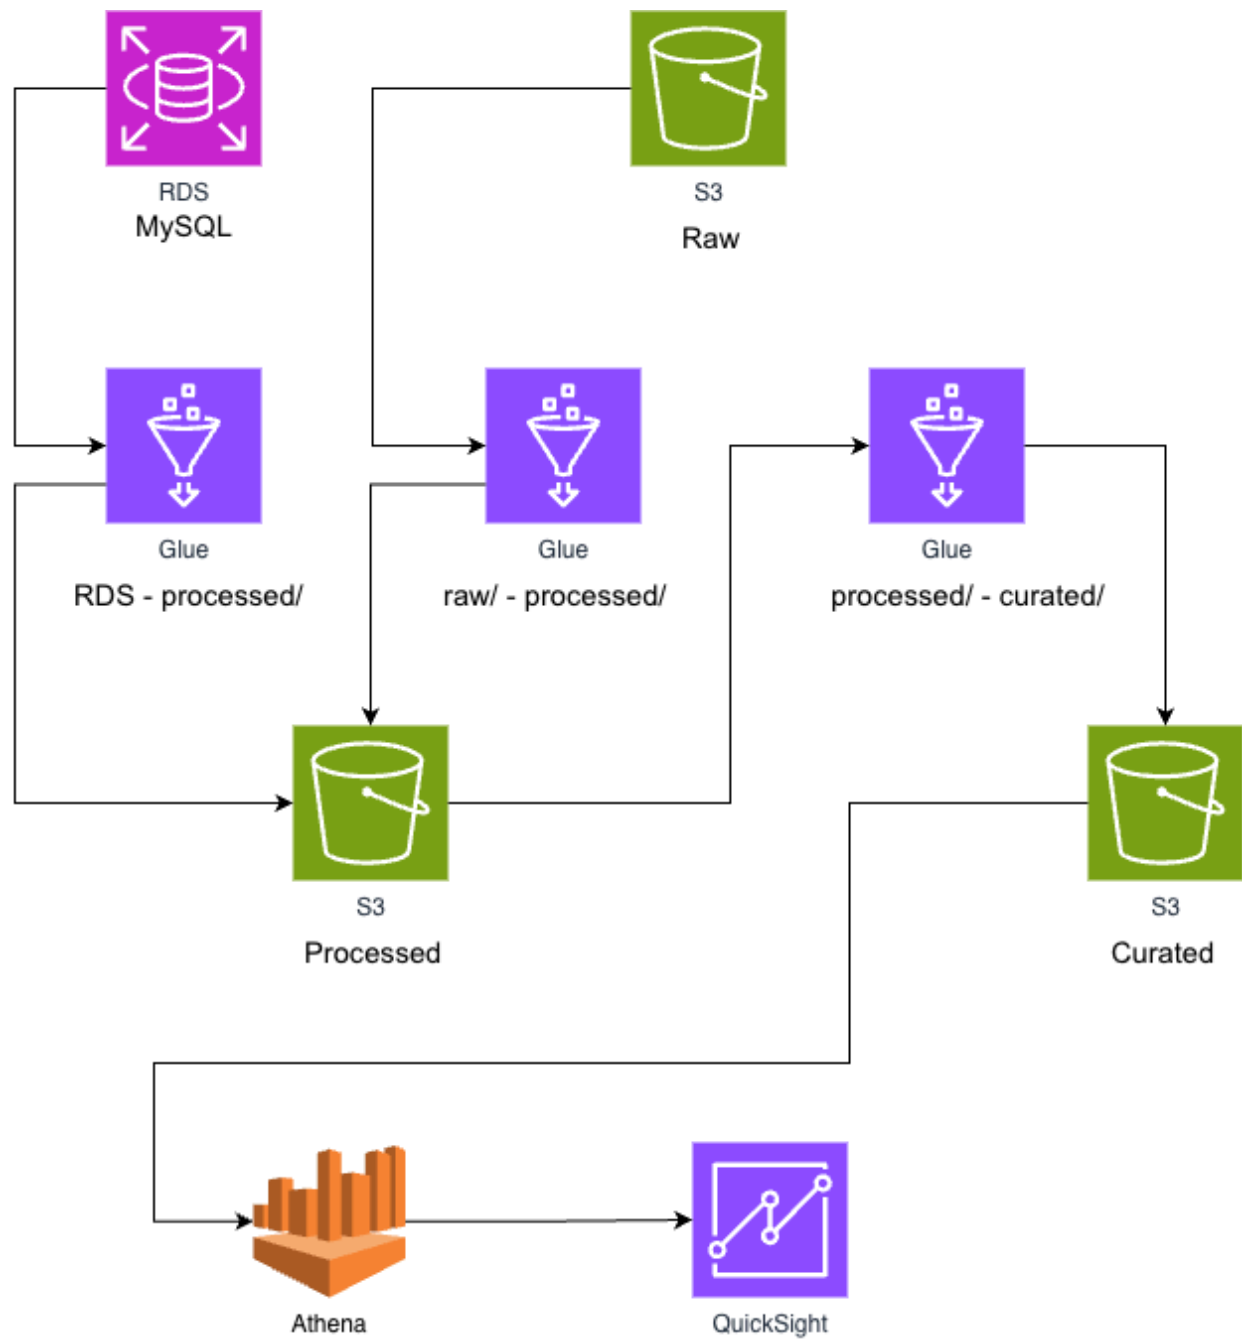 RDS
MySQL
S3
Raw
Glue
RDS - processed/
Glue
raw/ - processed/
Glue
processed/ - curated/
S3
Processed
S3
Curated
Athena
QuickSight